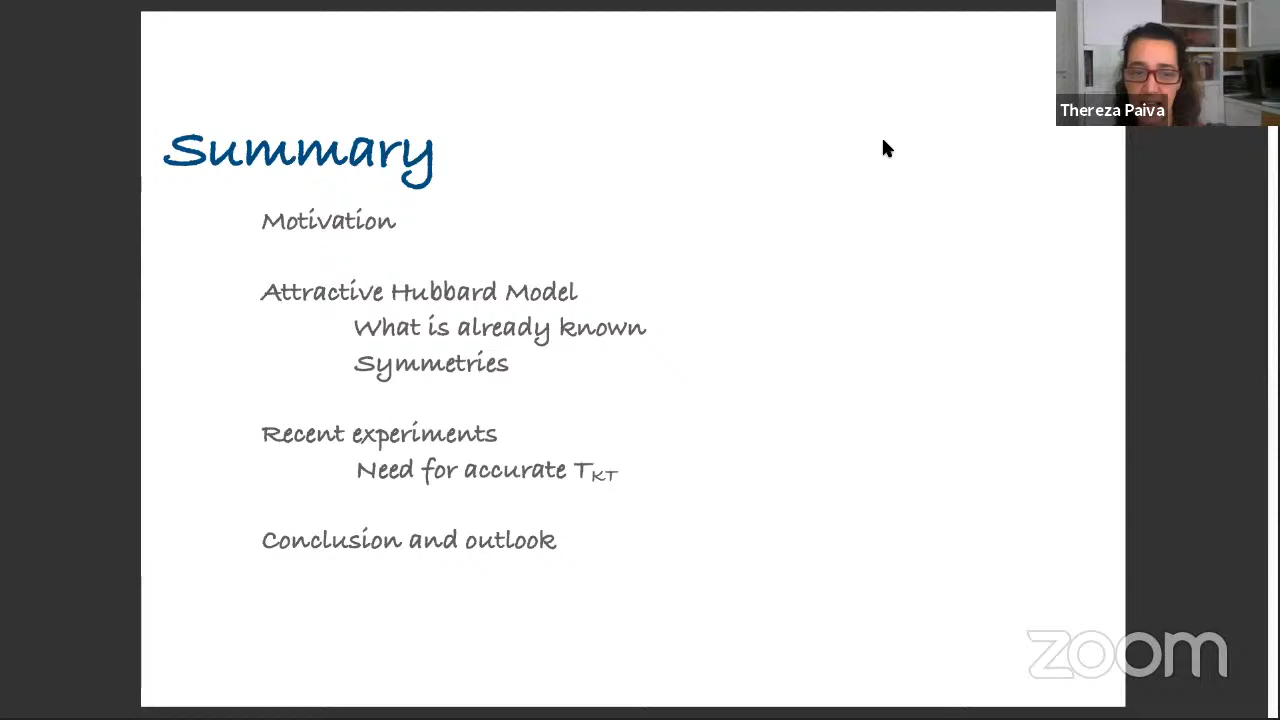 Thereza Paiva
Summary
Motivation
Attractive Hubbard Model
What is already known
Symmetries
Recent experiments
Need for accurate TKT
Conclusion and outlook
zoom